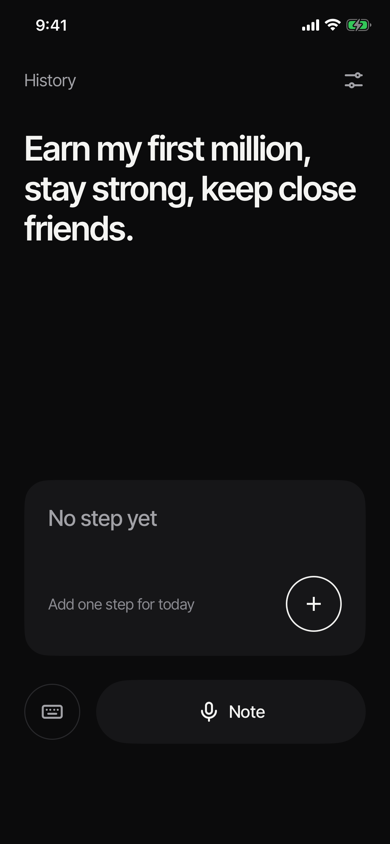 9:41
History
Earn my first million,
stay strong, keep close
friends.
No step yet
Add one step for today
Note